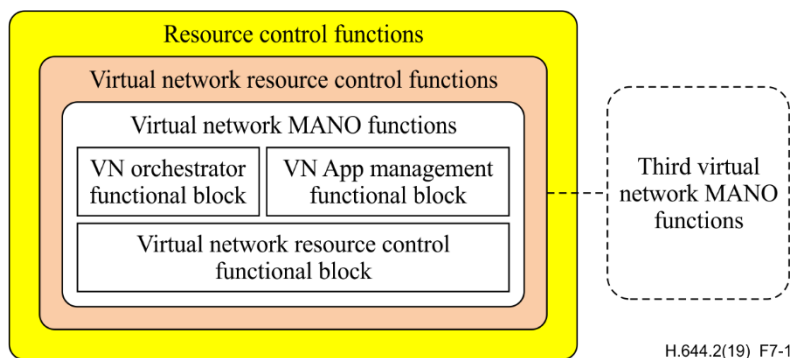 Resource control functions
Virtual network resource control functions
Virtual network MANO functions
VN orchestrator
functional block
VN App management
functional block
Virtual network resource control
functional block
Third virtual
network MANO
functions
H.644.2(19)_F7-1